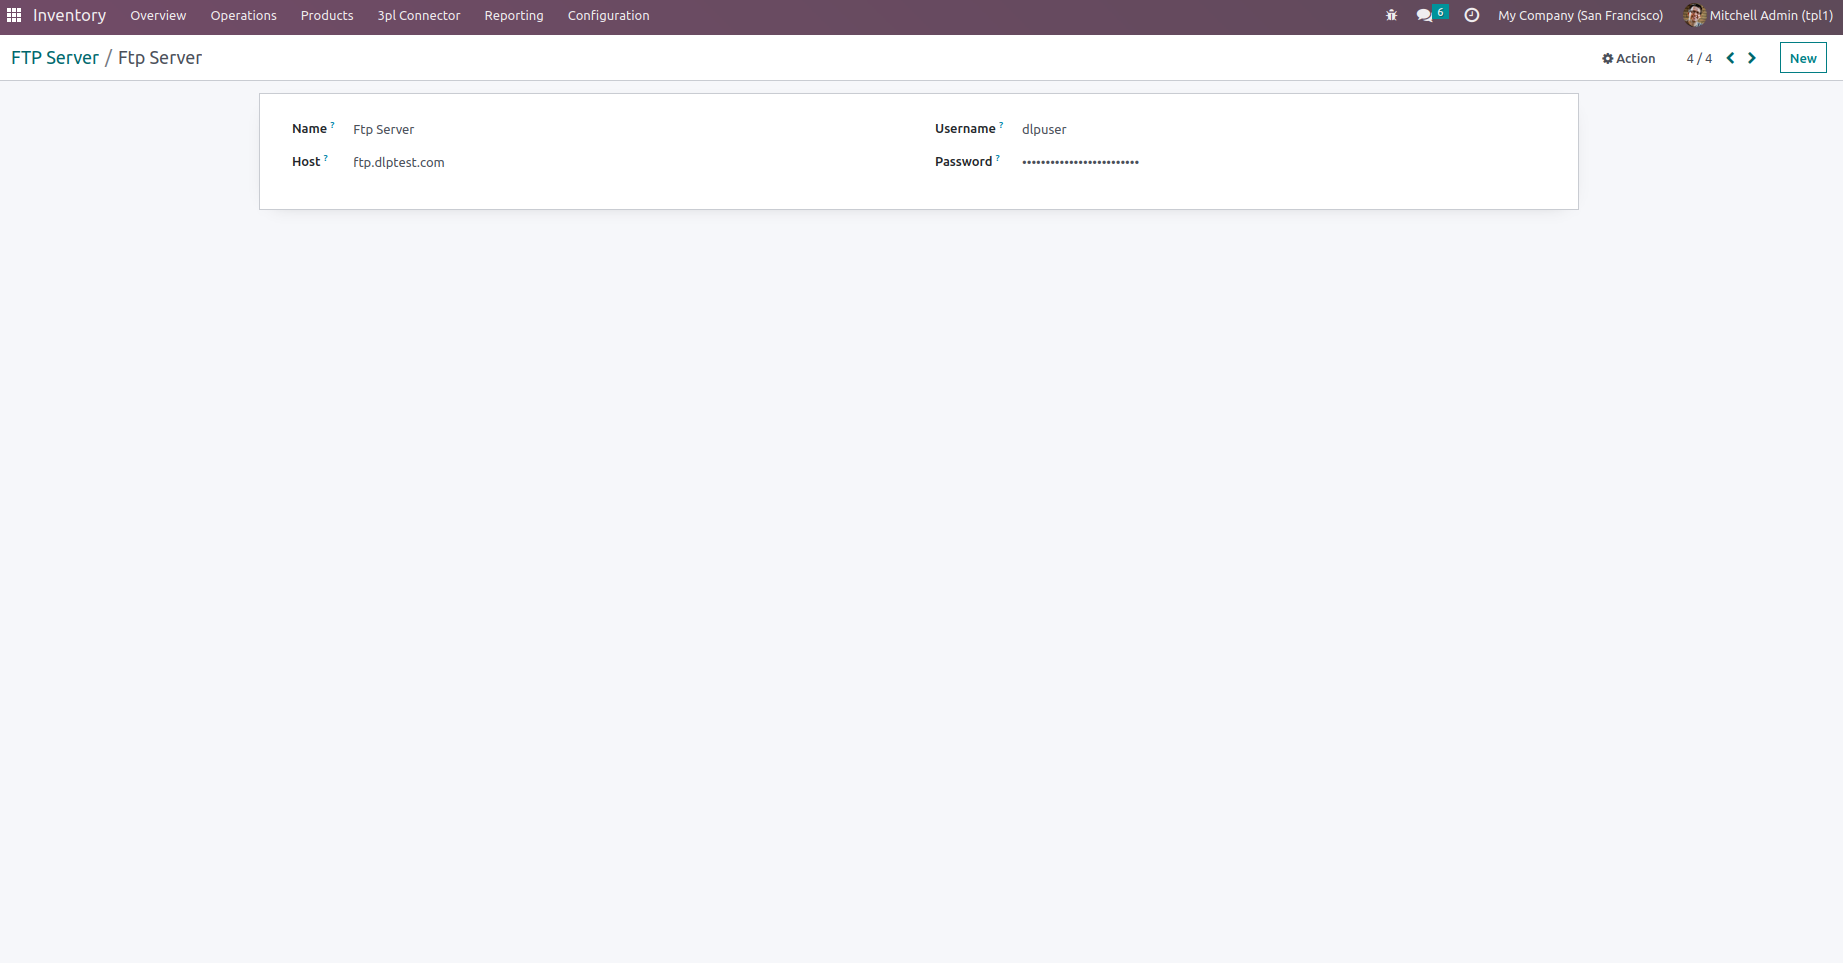 Inventory Overview Operations Products 3pl Connector Reporting Configuration 6 My Company (San Francisco) Mitchell Admin (tpl1)
FTP Server / Ftp Server Action 4 / 4 New
Name ? Ftp Server Username ? dlpuser
Host ? ftp.dlptest.com Password ? •••••••••••••••••••••••••